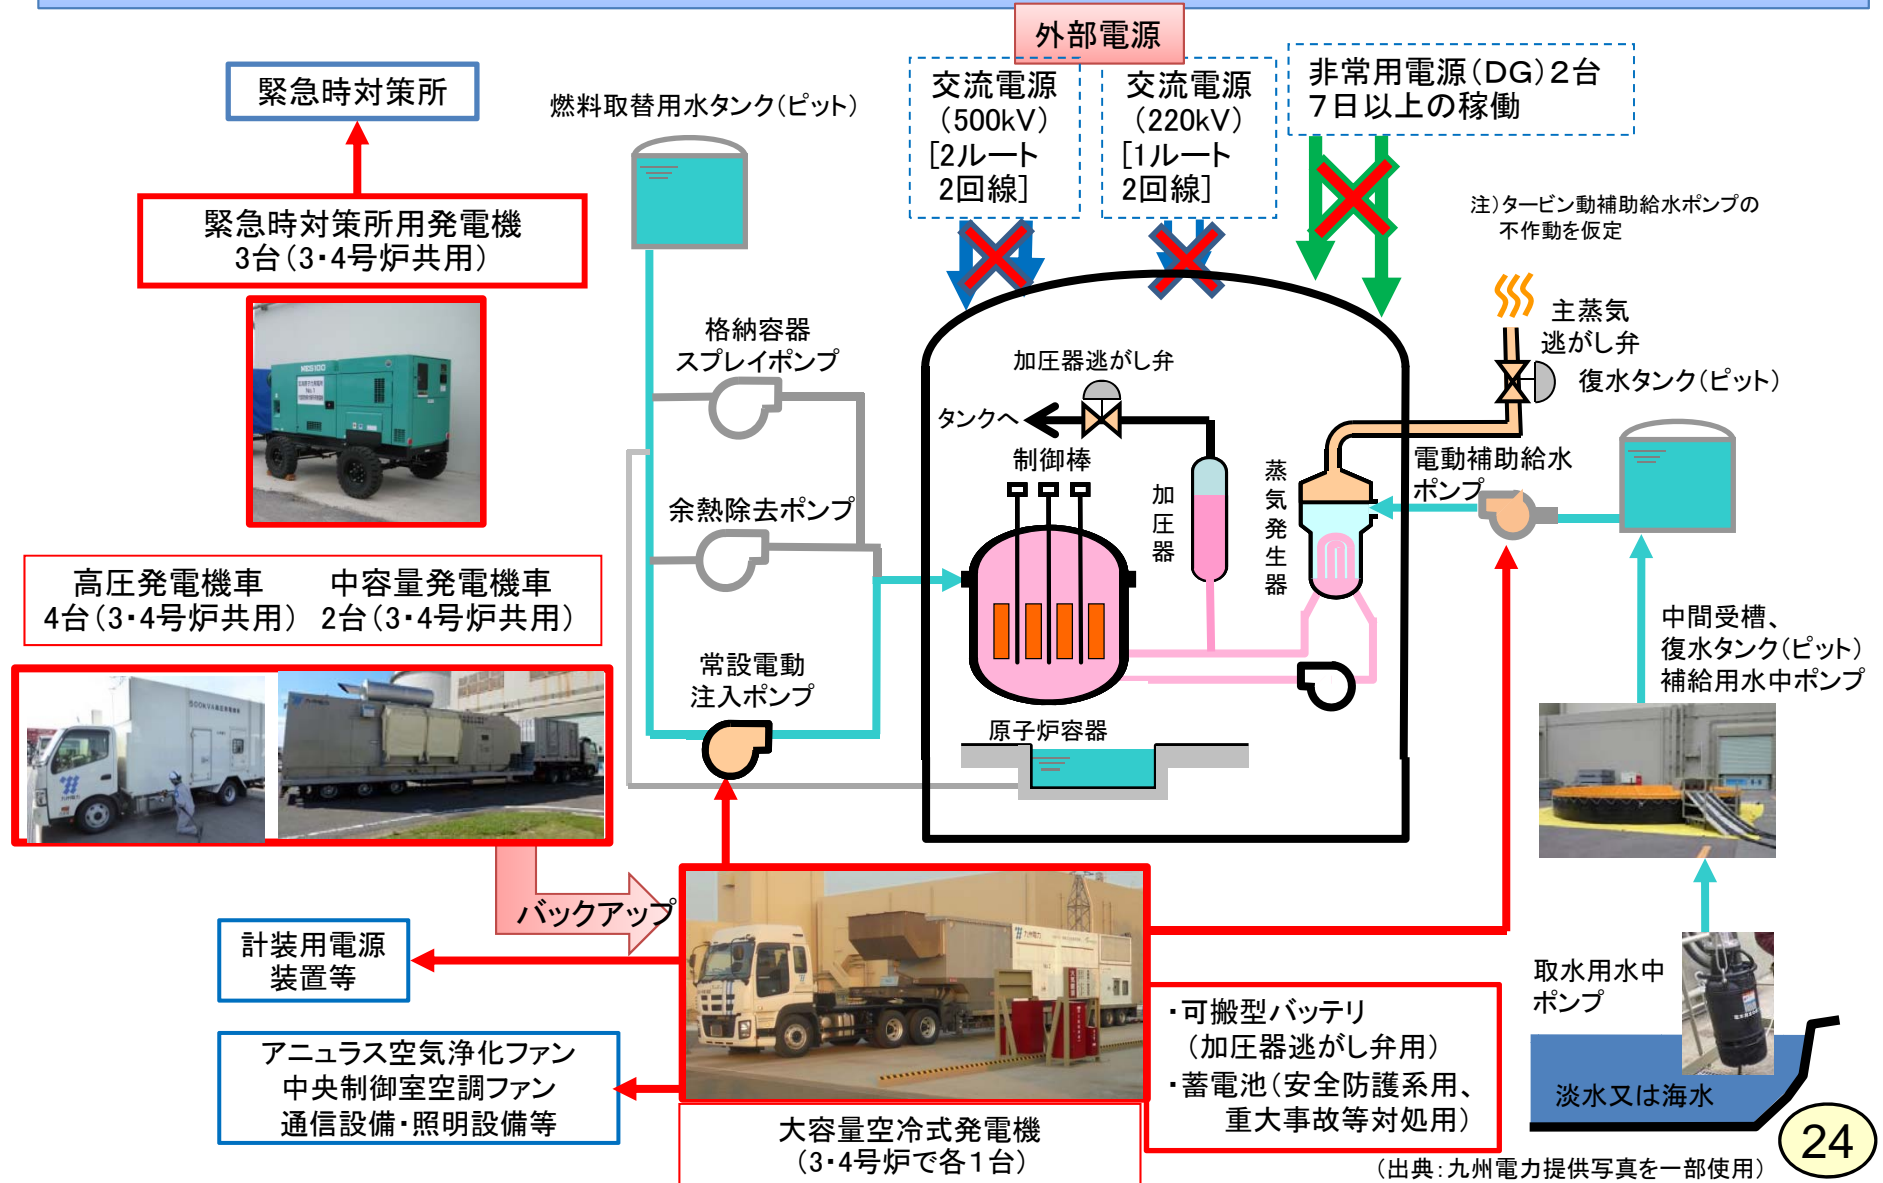 外部電源
緊急時対策所
燃料取替用水タンク(ピット)
交流電源
(500kV)
[2ルート
2回線]
交流電源
(220kV)
[1ルート
2回線]
非常用電源(DG)2台
7日以上の稼働
注)タービン動補助給水ポンプの
不作動を仮定
緊急時対策所用発電機
3台(3・4号炉共用)
格納容器
スプレイポンプ
加圧器逃がし弁
主蒸気
逃がし弁
復水タンク(ピット)
タンクへ
制御棒
加圧器
蒸気発生器
電動補助給水
ポンプ
余熱除去ポンプ
高圧発電機車
4台(3・4号炉共用)
中容量発電機車
2台(3・4号炉共用)
常設電動
注入ポンプ
原子炉容器
中間受槽、
復水タンク(ピット)
補給用水中ポンプ
九州電力
バックアップ
九州電力
計装用電源
装置等
アニュラス空気浄化ファン
中央制御室空調ファン
通信設備・照明設備等
大容量空冷式発電機
(3・4号炉で各1台)
・可搬型バッテリ
(加圧器逃がし弁用)
・蓄電池(安全防護系用、
重大事故等対処用)
取水用水中
ポンプ
淡水又は海水
(出典:九州電力提供写真を一部使用)
24